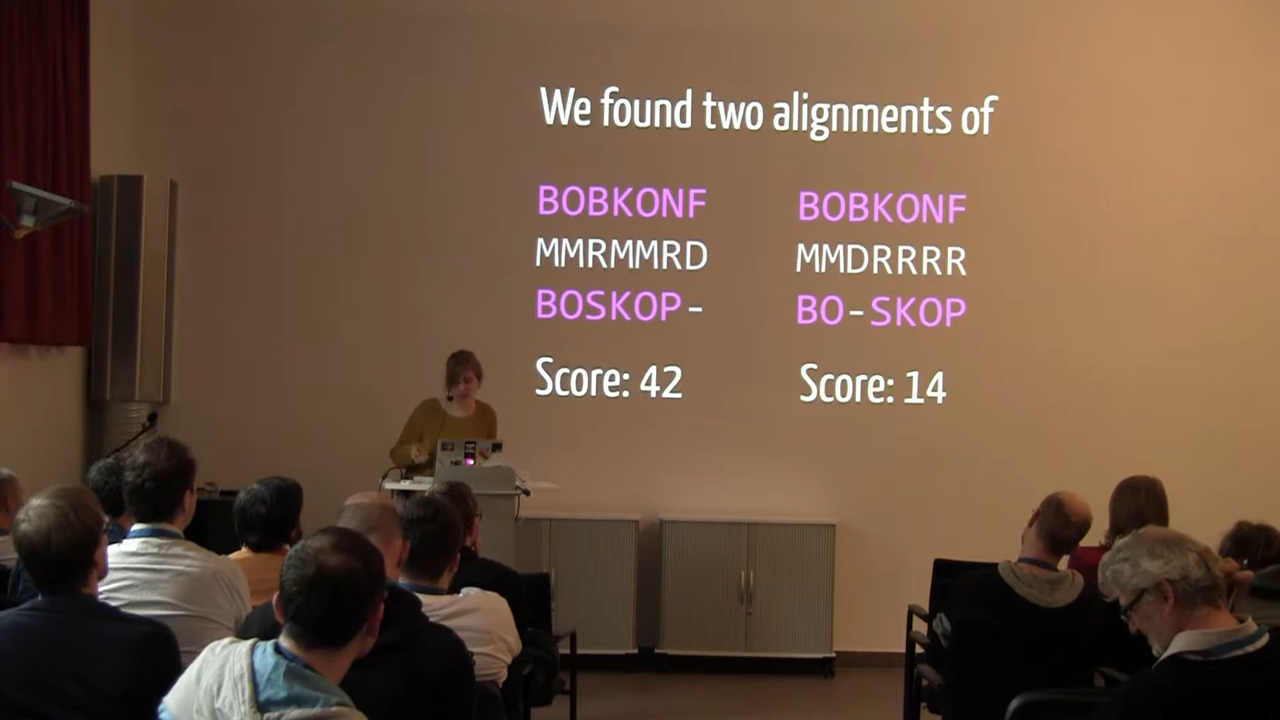 We found two alignments of
BOBKONF BOBKONF
MMRMMRD MMDRRRR
BOSKOP- BO-SKOP
Score: 42 Score: 14